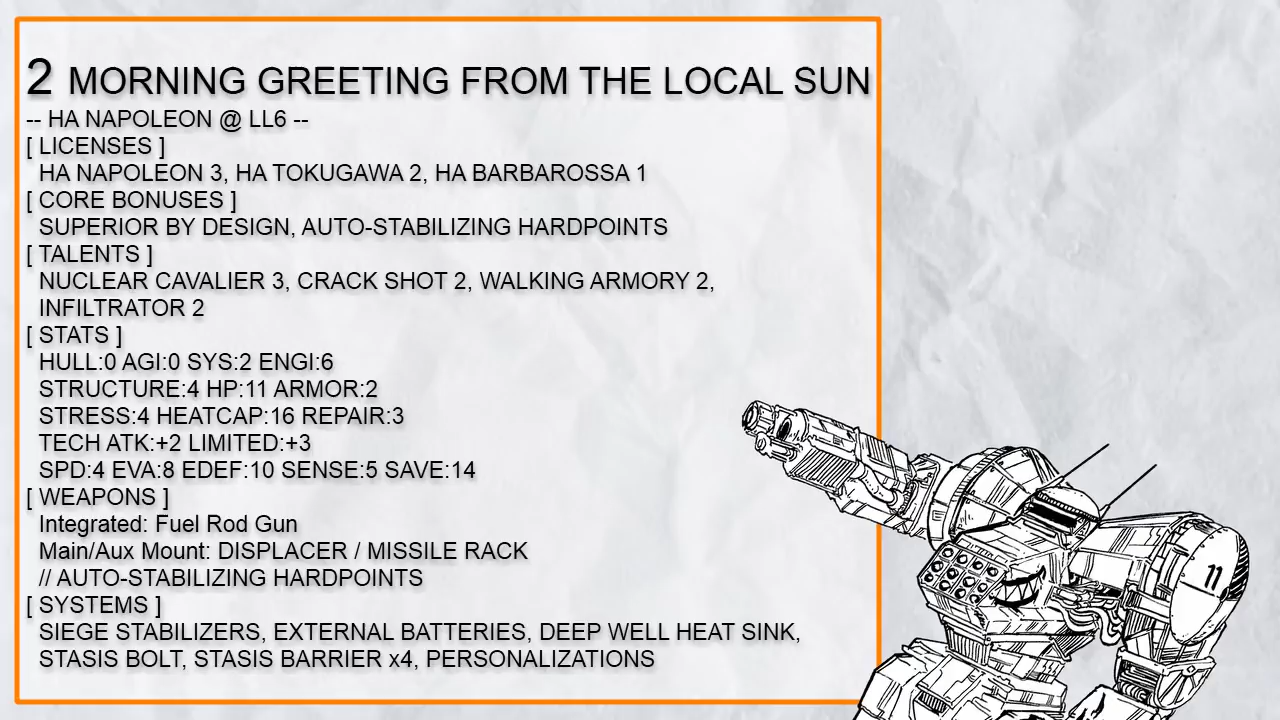 2 MORNING GREETING FROM THE LOCAL SUN
-- HA NAPOLEON @ LL6 --
[ LICENSES ]
HA NAPOLEON 3, HA TOKUGAWA 2, HA BARBAROSSA 1
[ CORE BONUSES ]
SUPERIOR BY DESIGN, AUTO-STABILIZING HARDPOINTS
[ TALENTS ]
NUCLEAR CAVALIER 3, CRACK SHOT 2, WALKING ARMORY 2,
INFILTRATOR 2
[ STATS ]
HULL:0 AGI:0 SYS:2 ENGI:6
STRUCTURE:4 HP:11 ARMOR:2
STRESS:4 HEATCAP:16 REPAIR:3
TECH ATK:+2 LIMITED:+3
SPD:4 EVA:8 EDEF:10 SENSE:5 SAVE:14
[ WEAPONS ]
Integrated: Fuel Rod Gun
Main/Aux Mount: DISPLACER / MISSILE RACK
// AUTO-STABILIZING HARDPOINTS
[ SYSTEMS ]
SIEGE STABILIZERS, EXTERNAL BATTERIES, DEEP WELL HEAT SINK,
STASIS BOLT, STASIS BARRIER x4, PERSONALIZATIONS
11